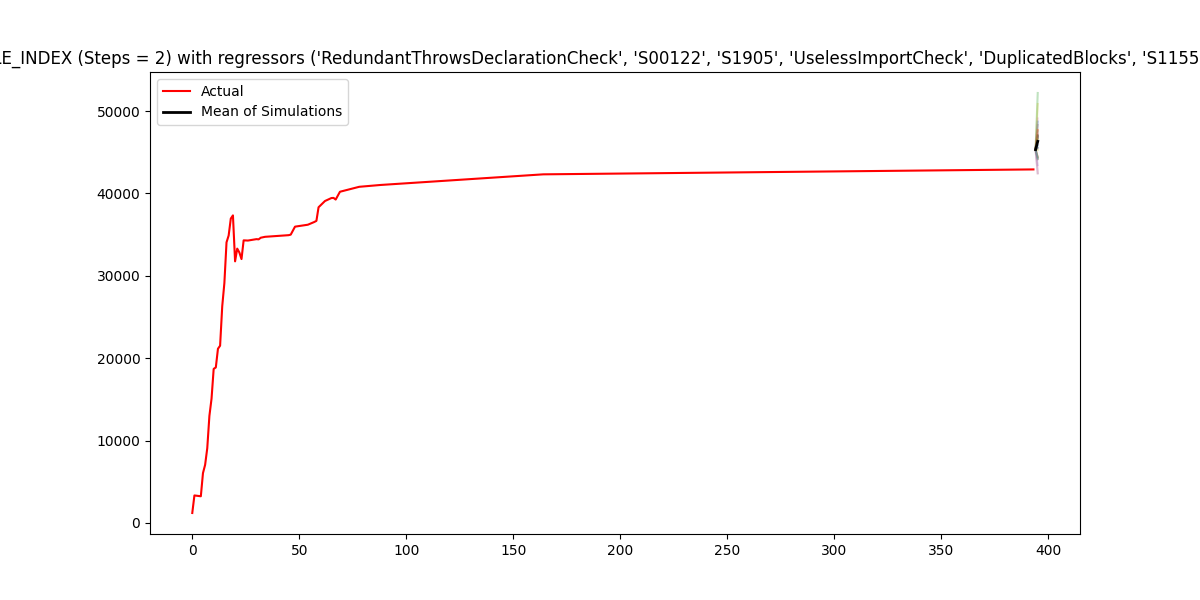 E_INDEX (Steps = 2) with regressors ('RedundantThrowsDeclarationCheck', 'S00122', 'S1905', 'UselessImportCheck', 'DuplicatedBlocks', 'S1155
Actual
Mean of Simulations
50000
40000
30000
20000
10000
0
0 50 100 150 200 250 300 350 400